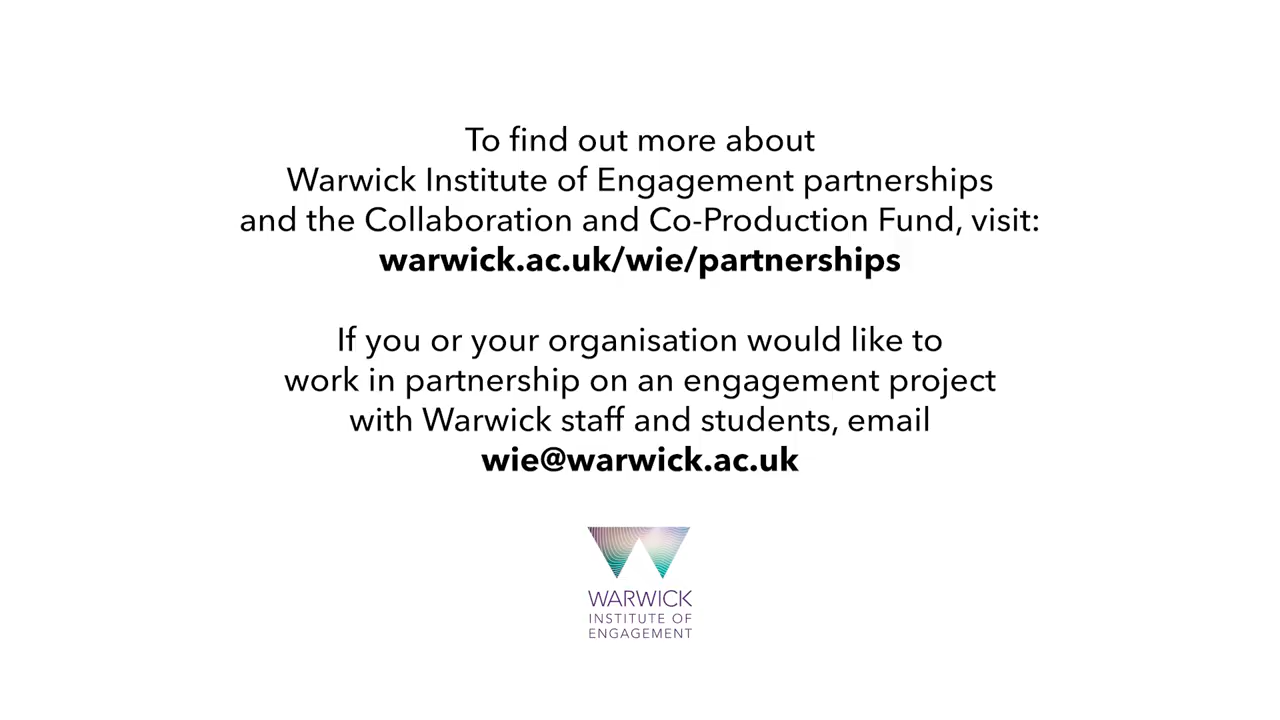 To find out more about
Warwick Institute of Engagement partnerships
and the Collaboration and Co-Production Fund, visit:
warwick.ac.uk/wie/partnerships
If you or your organisation would like to
work in partnership on an engagement project
with Warwick staff and students, email
wie@warwick.ac.uk
WARWICK
INSTITUTE OF
ENGAGEMENT